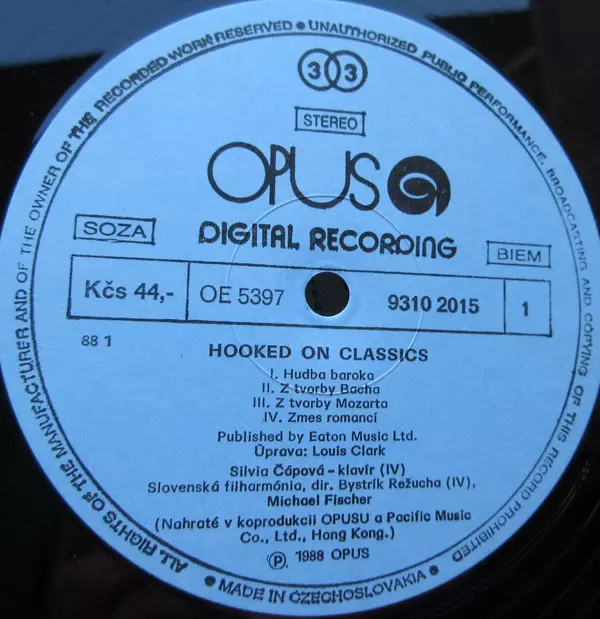 ALL RIGHTS OF THE MANUFACTURER AND OF THE OWNER OF THE RECORDED WORK RESERVED • UNAUTHORIZED PUBLIC PERFORMANCE, BROADCASTING AND COPYING OF THIS RECORD PROHIBITED
33
STEREO
OPUS
DIGITAL RECORDING
SOZA
BIEM
Kčs 44,- OE 5397 9310 2015 1
88 1
HOOKED ON CLASSICS
I. Hudba baroka
II. Z tvorby Bacha
III. Z tvorby Mozarta
IV. Zmes romancí
Published by Eaton Music Ltd.
Úprava: Louis Clark
Silvia Čápová – klavír (IV)
Slovenská filharmónia, dir. Bystrík Režucha (IV),
Michael Fischer
(Nahraté v koprodukcii OPUSU a Pacific Music
Co., Ltd., Hong Kong.)
Ⓟ 1988 OPUS
• MADE IN CZECHOSLOVAKIA •